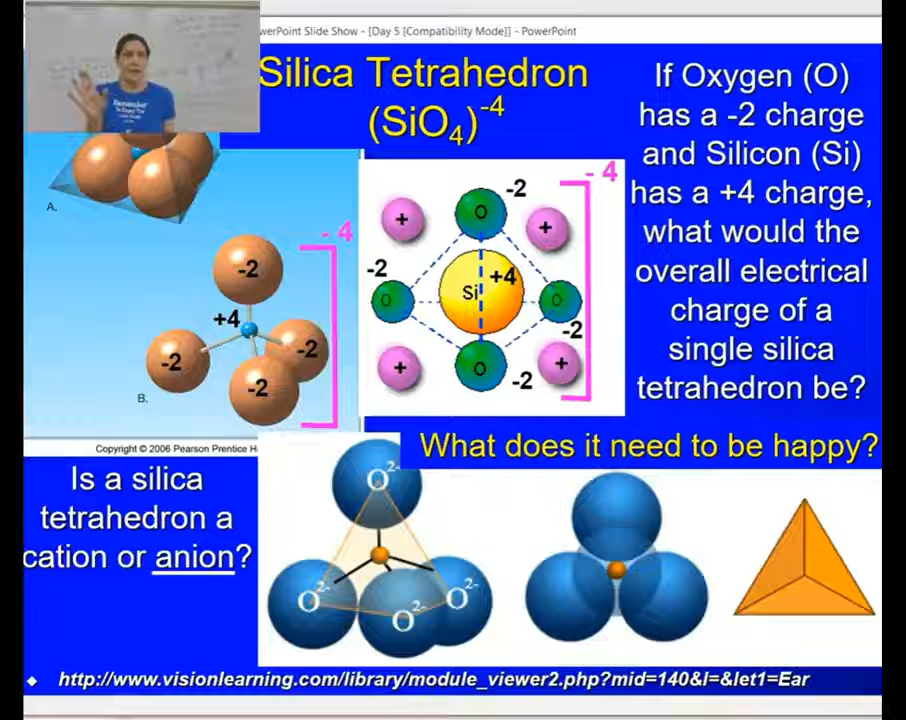 werPoint Slide Show - [Day 5 [Compatibility Mode]] - PowerPoint
Remember
Silica Tetrahedron
(SiO4)-4
If Oxygen (O)
has a -2 charge
and Silicon (Si)
has a +4 charge,
what would the
overall electrical
charge of a
single silica
tetrahedron be?
A.
- 4
-2
+4
-2
-2
-2
B.
- 4
-2
+
O
+
-2
+4
Si
O
O
-2
+
O
+
-2
Copyright © 2006 Pearson Prentice H
What does it need to be happy?
Is a silica
tetrahedron a
cation or anion?
O2-
O2-
O2-
O2-
http://www.visionlearning.com/library/module_viewer2.php?mid=140&l=&let1=Ear